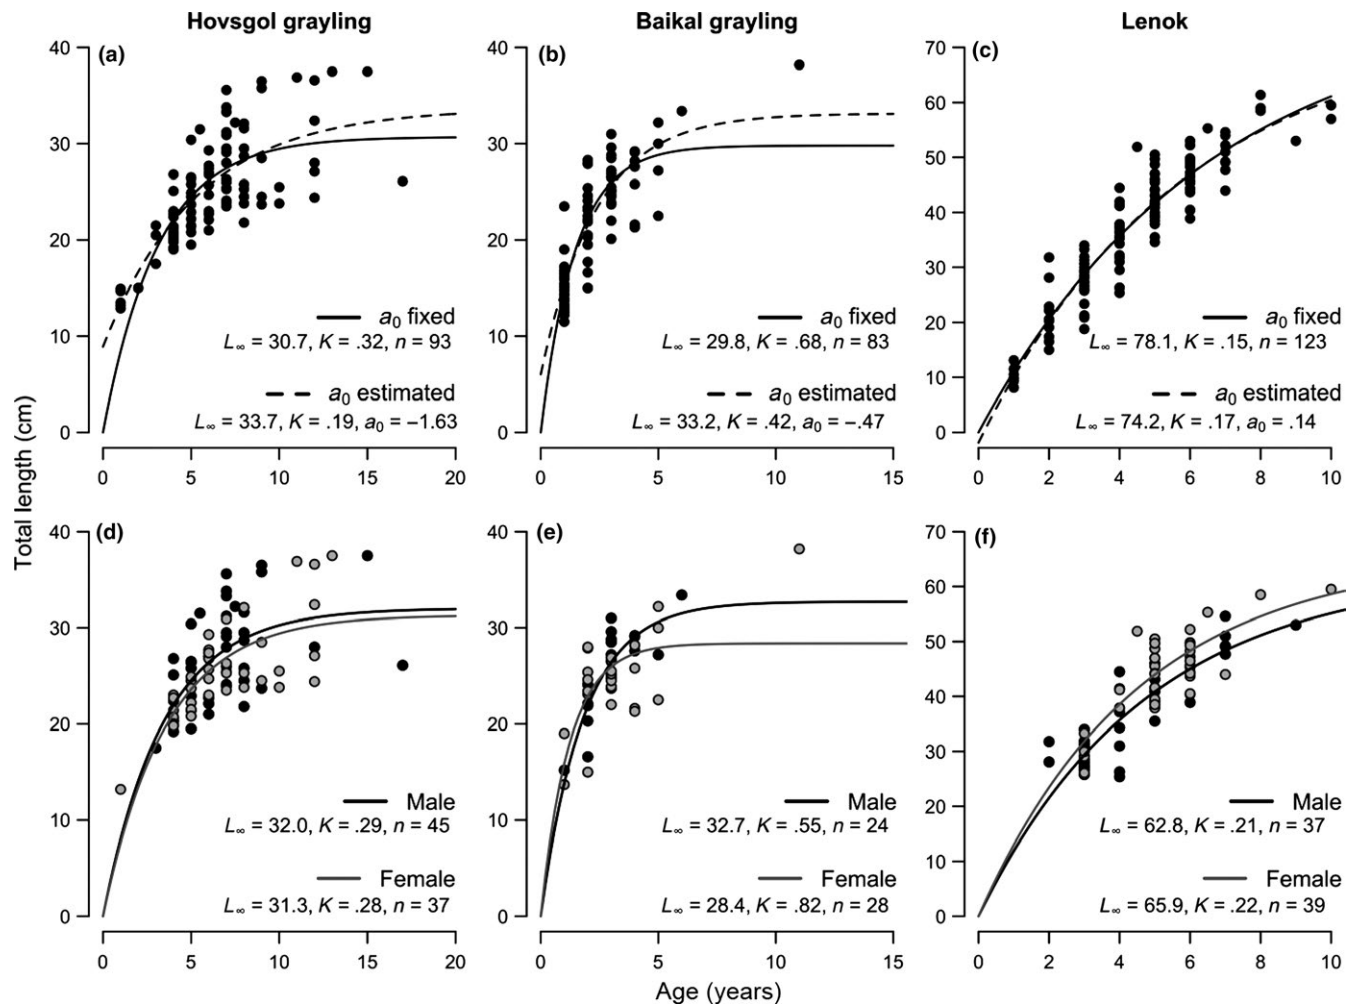 Hovsgol grayling
Baikal grayling
Lenok
Total length (cm)
(a)
40
30
20
10
0
a₀ fixed
L∞ = 30.7, K = .32, n = 93
a₀ estimated
L∞ = 33.7, K = .19, a₀ = −1.63
0 5 10 15 20
(b)
40
30
20
10
0
a₀ fixed
L∞ = 29.8, K = .68, n = 83
a₀ estimated
L∞ = 33.2, K = .42, a₀ = −.47
0 5 10 15
(c)
70
60
50
40
30
20
10
0
a₀ fixed
L∞ = 78.1, K = .15, n = 123
a₀ estimated
L∞ = 74.2, K = .17, a₀ = .14
0 2 4 6 8 10
(d)
40
30
20
10
0
Male
L∞ = 32.0, K = .29, n = 45
Female
L∞ = 31.3, K = .28, n = 37
0 5 10 15 20
(e)
40
30
20
10
0
Male
L∞ = 32.7, K = .55, n = 24
Female
L∞ = 28.4, K = .82, n = 28
0 5 10 15
(f)
70
60
50
40
30
20
10
0
Male
L∞ = 62.8, K = .21, n = 37
Female
L∞ = 65.9, K = .22, n = 39
0 2 4 6 8 10
Age (years)